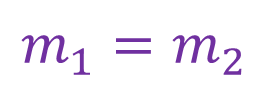 m₁ = m₂